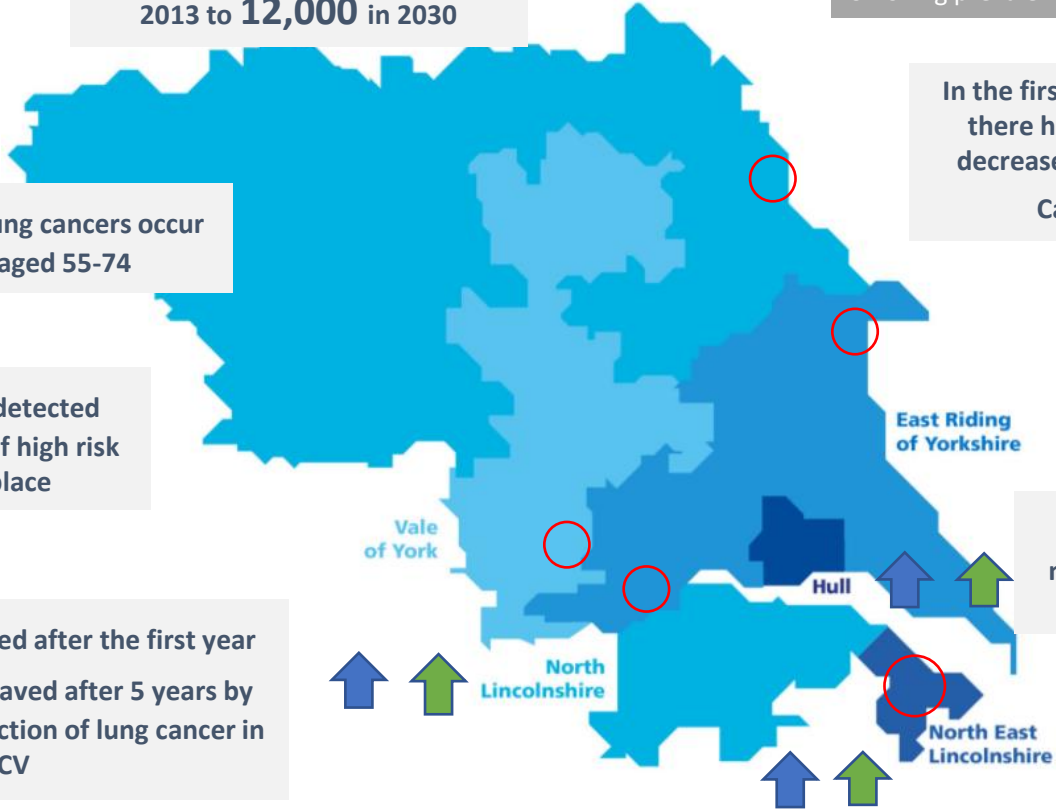 2013 to 12,000 in 2030
In the firs
there h
decrease
Ca
ung cancers occur
aged 55-74
detected
f high risk
place
East Riding
of Yorkshire
Vale
of York
Hull
r
ed after the first year
aved after 5 years by
ction of lung cancer in
CV
North
Lincolnshire
North East
Lincolnshire